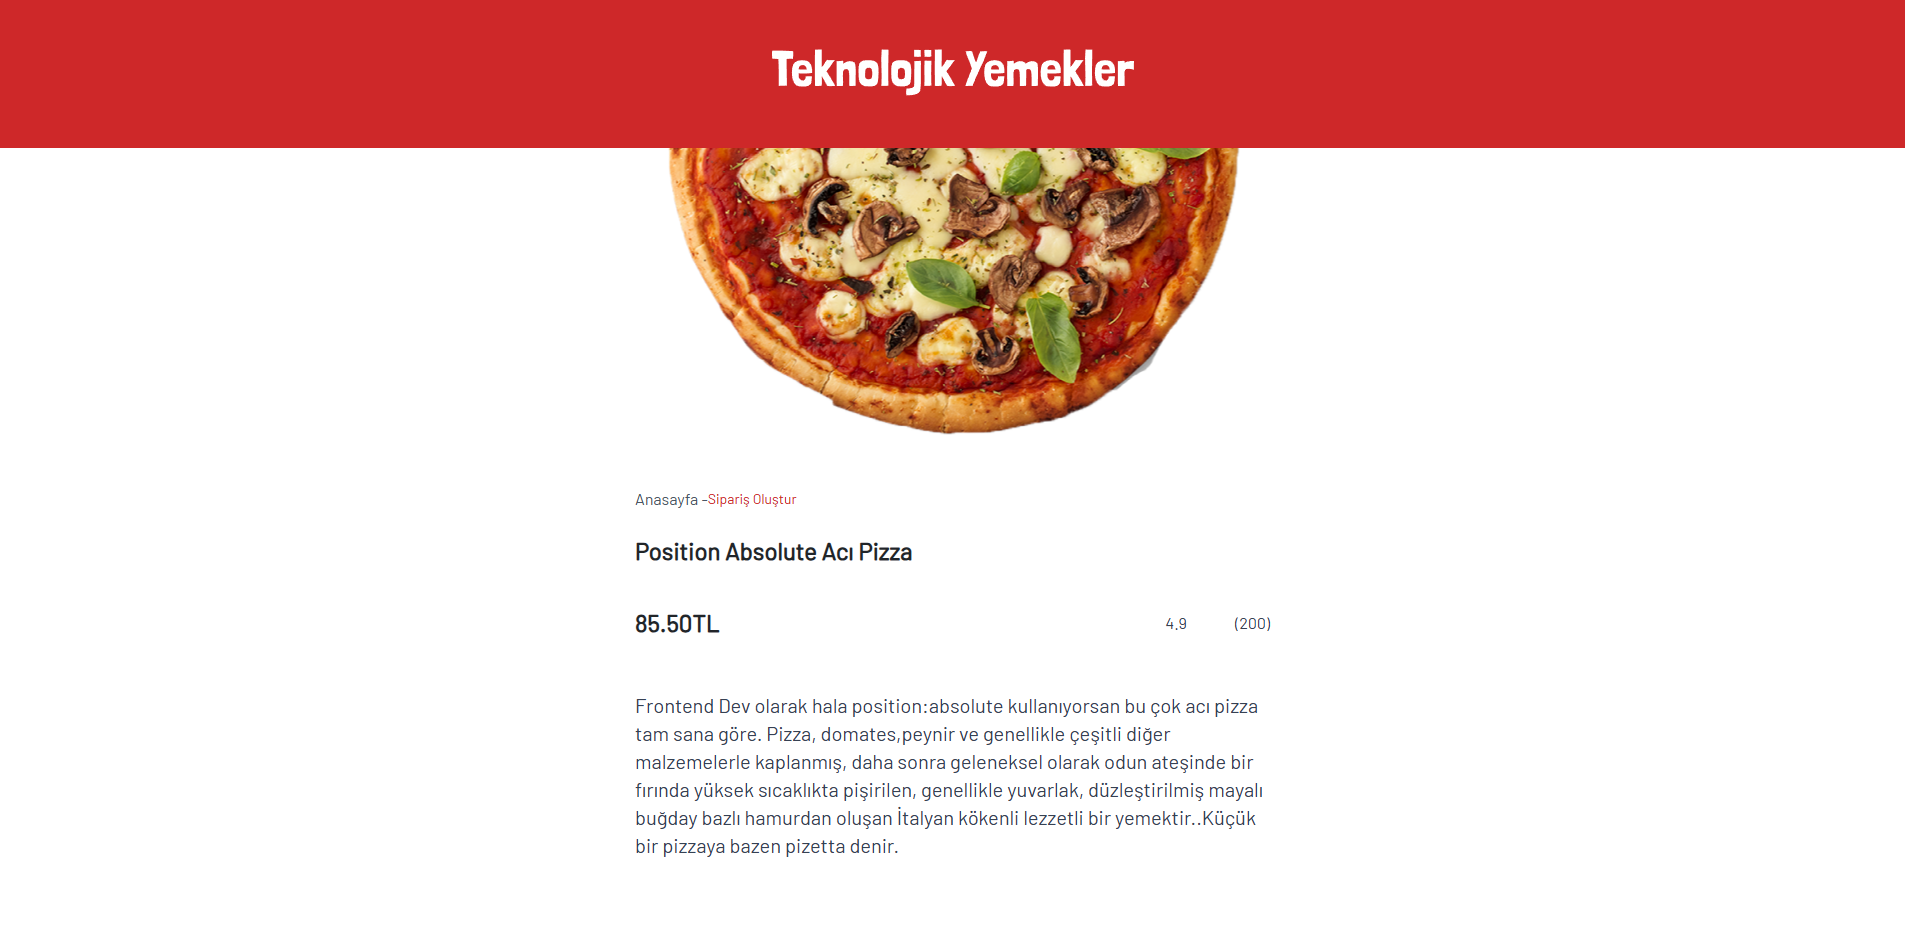 Teknolojik Yemekler
Anasayfa -Sipariş Oluştur
Position Absolute Acı Pizza
85.50TL 4.9 (200)
Frontend Dev olarak hala position:absolute kullanıyorsan bu çok acı pizza
tam sana göre. Pizza, domates,peynir ve genellikle çeşitli diğer
malzemelerle kaplanmış, daha sonra geleneksel olarak odun ateşinde bir
fırında yüksek sıcaklıkta pişirilen, genellikle yuvarlak, düzleştirilmiş mayalı
buğday bazlı hamurdan oluşan İtalyan kökenli lezzetli bir yemektir..Küçük
bir pizzaya bazen pizetta denir.